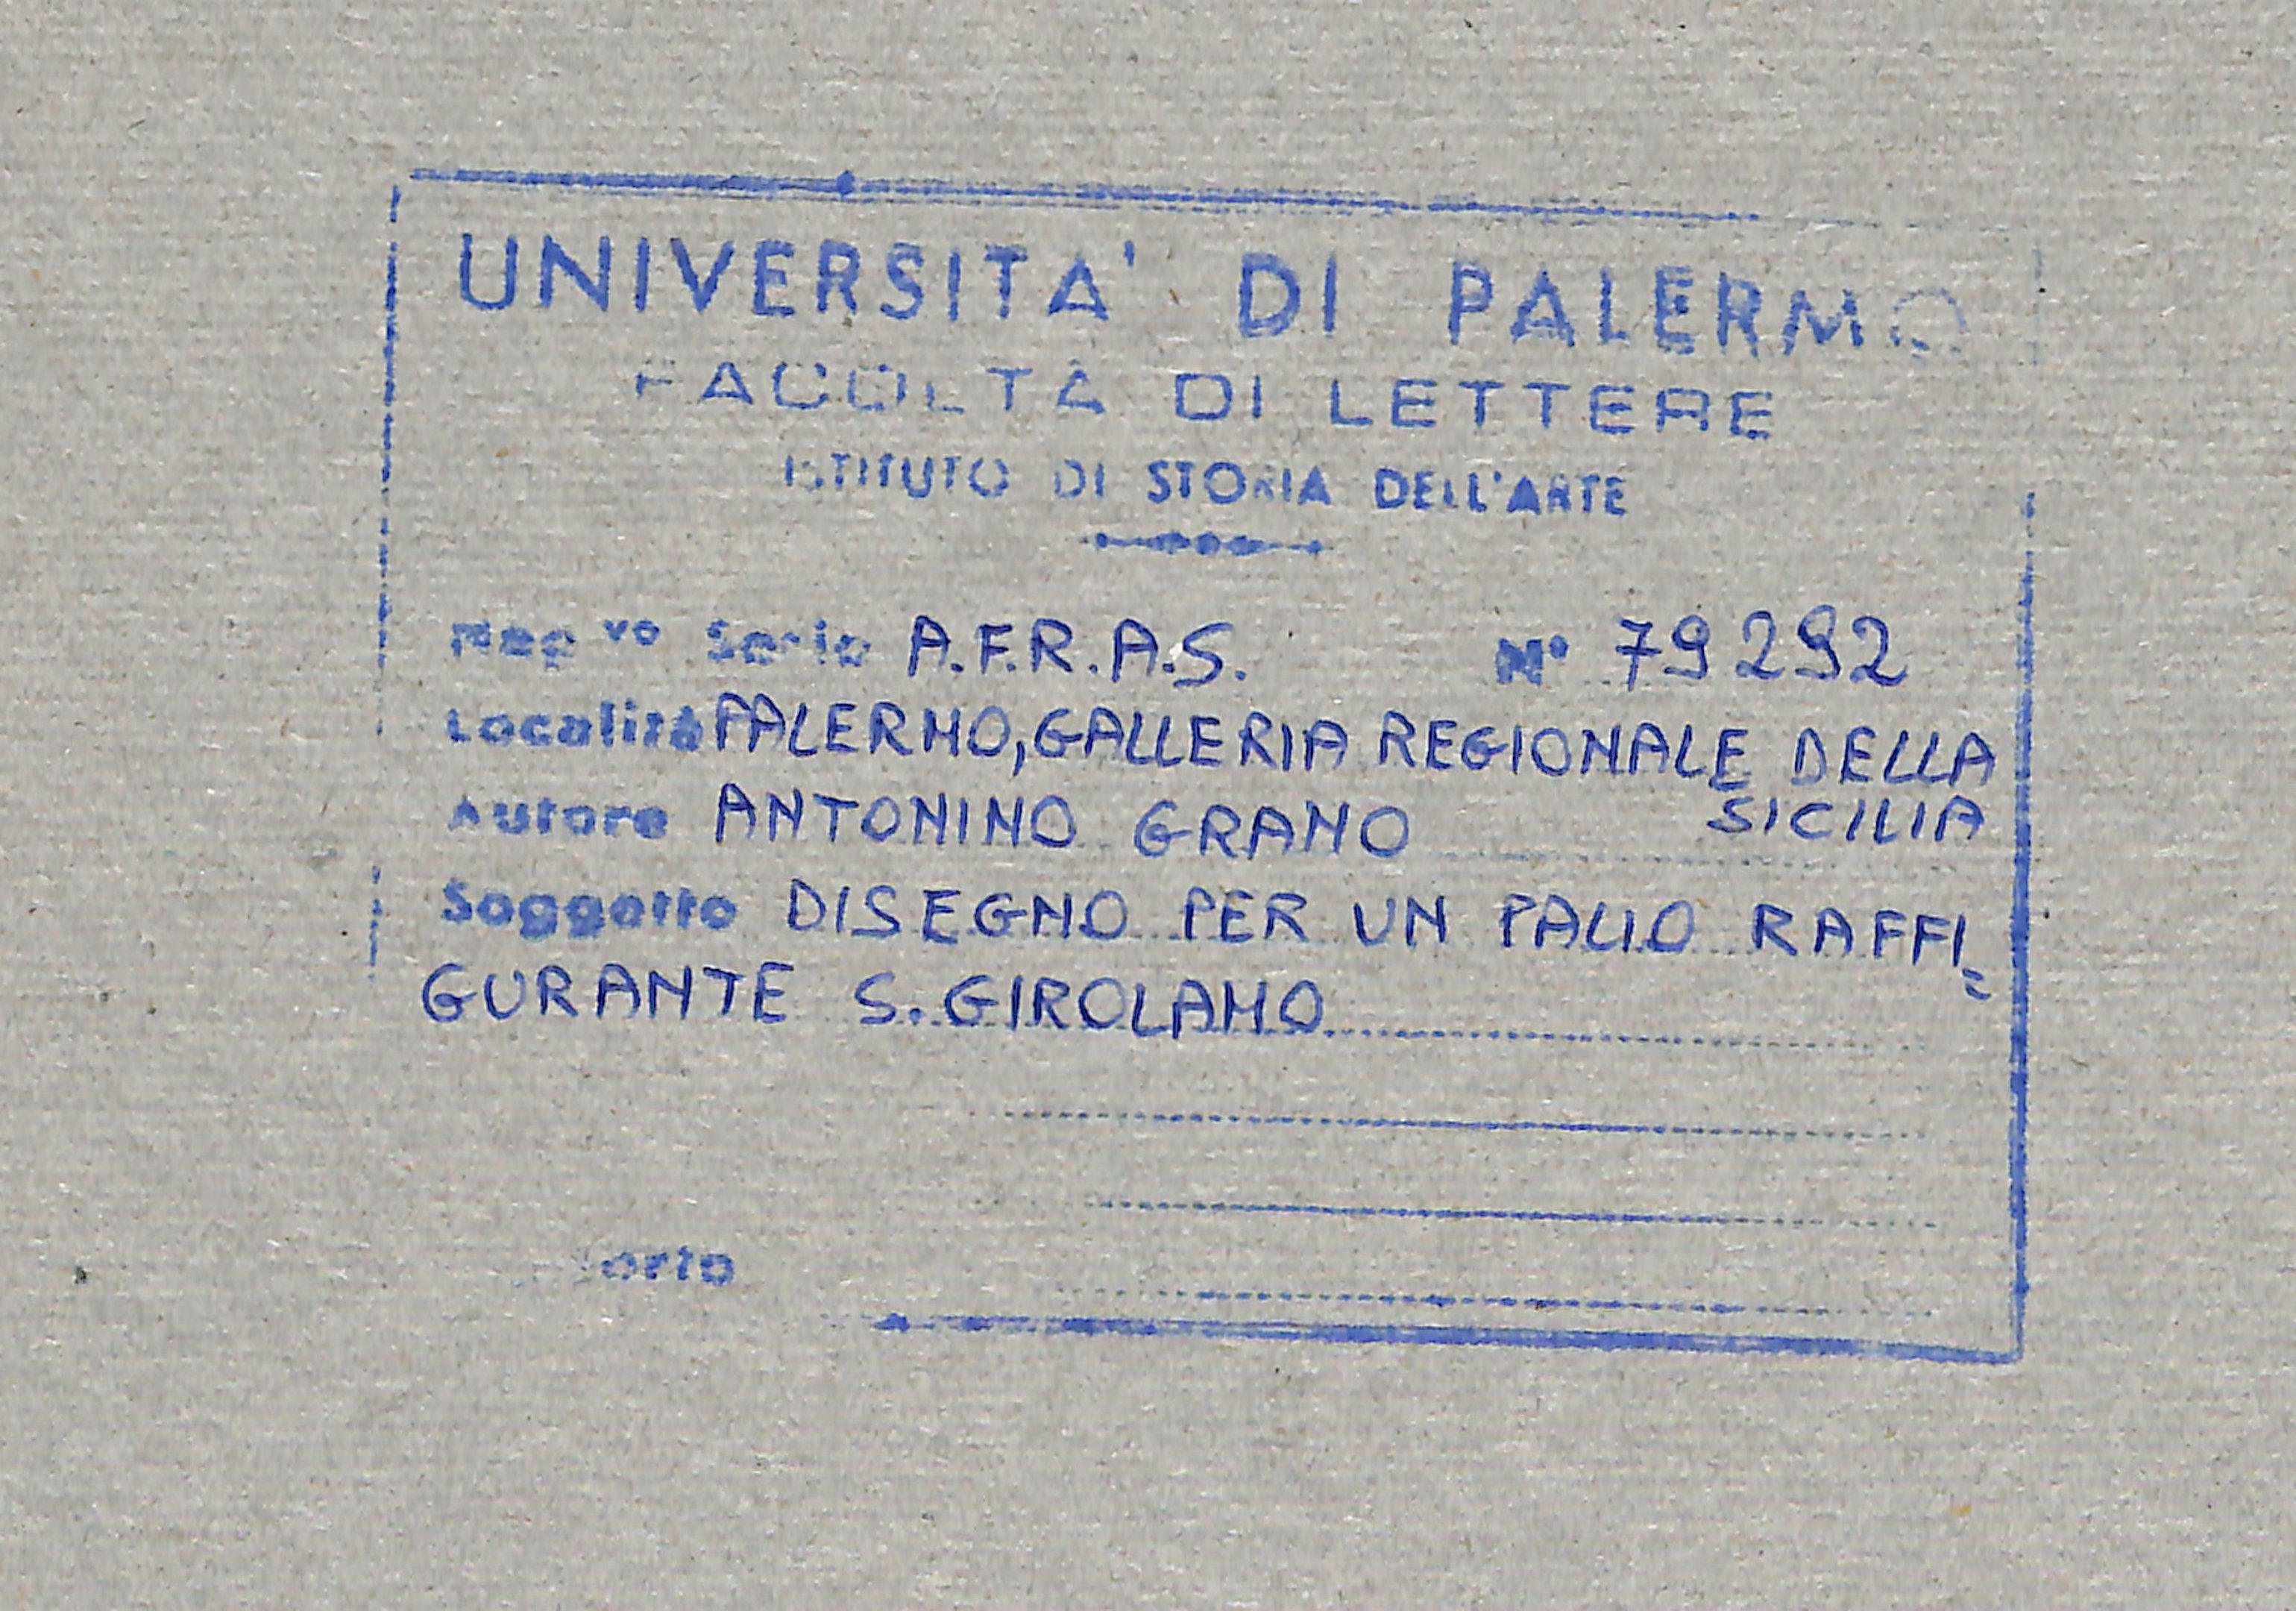 UNIVERSITA' DI PALERMO
FACOLTÀ DI LETTERE
ISTITUTO DI STORIA DELL'ARTE
Neg.vo Serie A.F.R.A.S. N° 79292
Località PALERMO, GALLERIA REGIONALE DELLA
SICILIA
Autore ANTONINO GRANO
Soggetto DISEGNO PER UN PALIO RAFFI=
GURANTE S. GIROLAMO